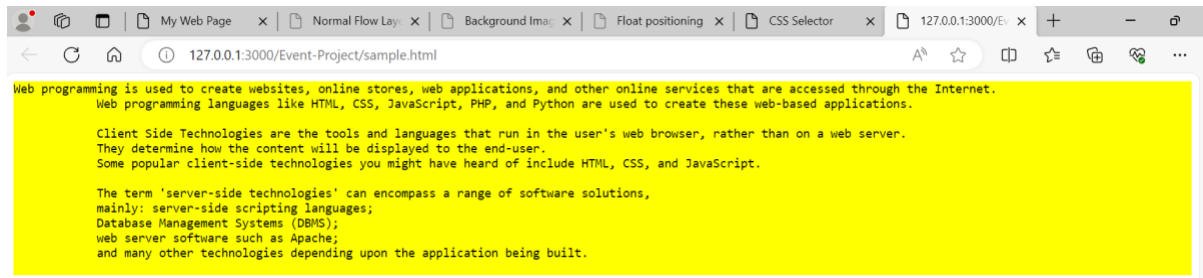 My Web Page
Normal Flow Lay
Background Imag
Float positioning
CSS Selector
127.0.0.1:3000/Ev
127.0.0.1:3000/Event-Project/sample.html
Web programming is used to create websites, online stores, web applications, and other online services that are accessed through the Internet.
Web programming languages like HTML, CSS, JavaScript, PHP, and Python are used to create these web-based applications.
Client Side Technologies are the tools and languages that run in the user's web browser, rather than on a web server.
They determine how the content will be displayed to the end-user.
Some popular client-side technologies you might have heard of include HTML, CSS, and JavaScript.
The term 'server-side technologies' can encompass a range of software solutions,
mainly: server-side scripting languages;
Database Management Systems (DBMS);
web server software such as Apache;
and many other technologies depending upon the application being built.